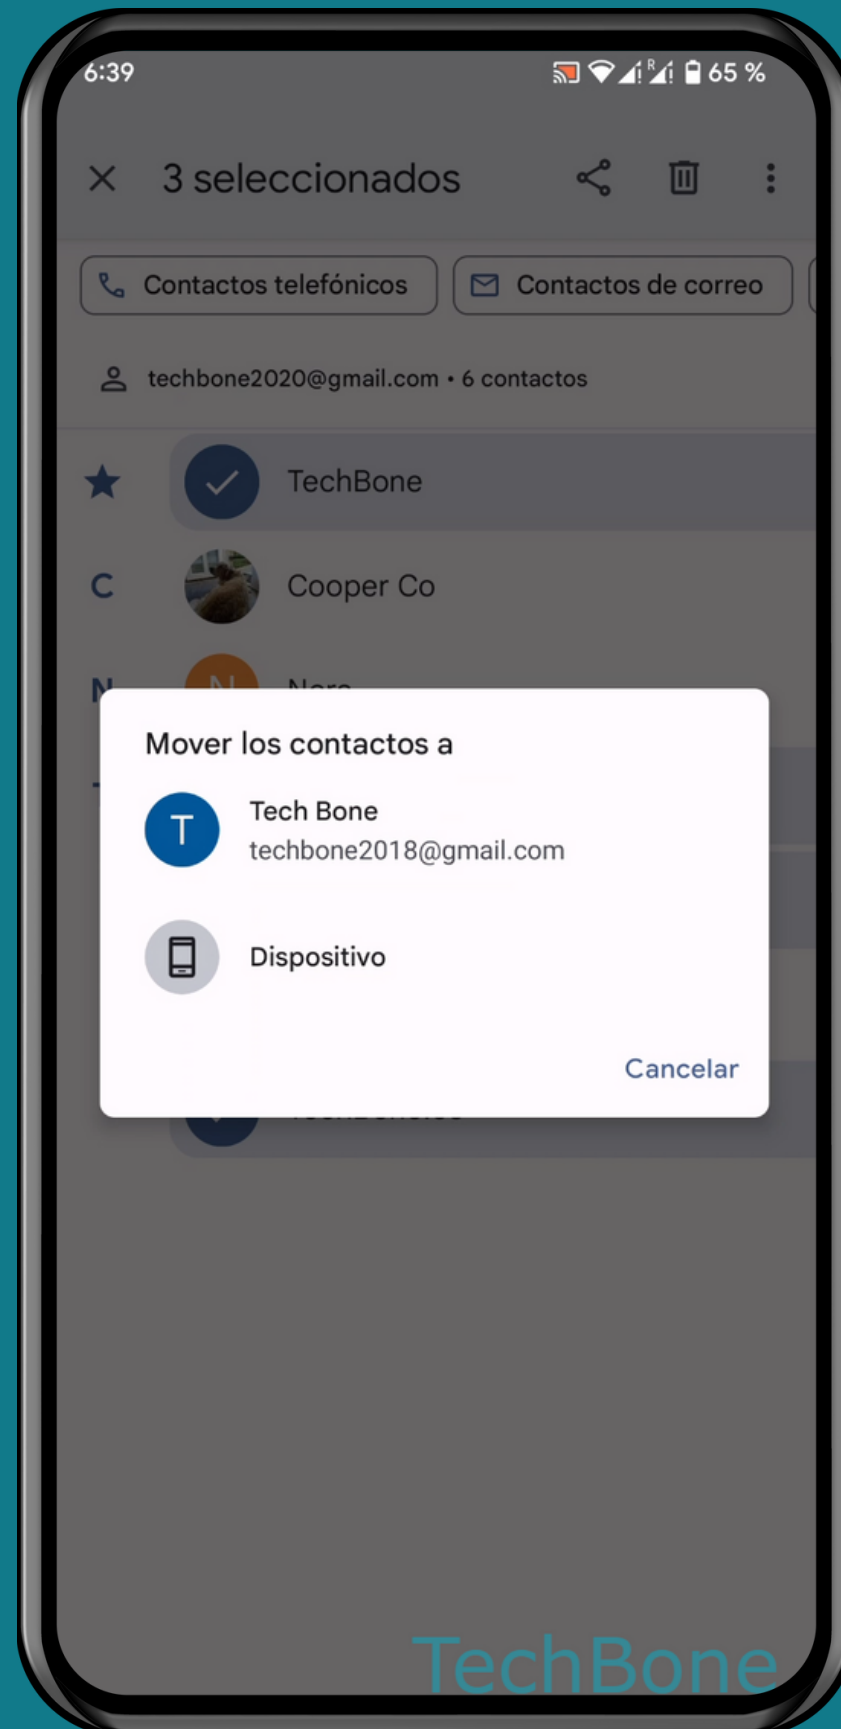 6:39 R 65 %
3 seleccionados
Contactos telefónicos Contactos de correo
techbone2020@gmail.com • 6 contactos
TechBone
C Cooper Co
N N Nora
Mover los contactos a
T Tech Bone
techbone2018@gmail.com
Dispositivo
Cancelar
TechBone